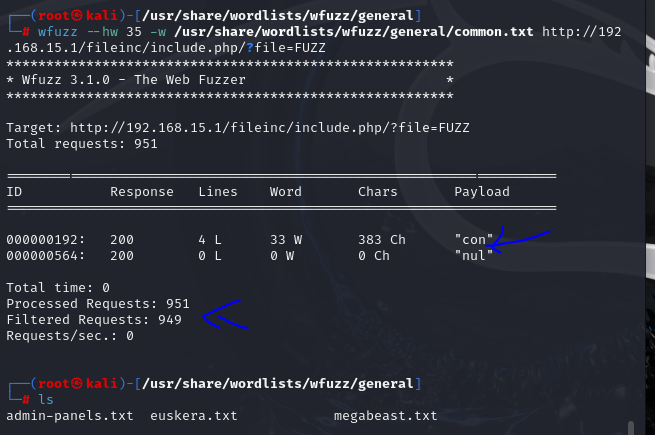 ┌──(root㉿kali)-[/usr/share/wordlists/wfuzz/general]
└─# wfuzz --hw 35 -w /usr/share/wordlists/wfuzz/general/common.txt http://192
.168.15.1/fileinc/include.php/?file=FUZZ
********************************************************
* Wfuzz 3.1.0 - The Web Fuzzer                         *
********************************************************
Target: http://192.168.15.1/fileinc/include.php/?file=FUZZ
Total requests: 951
=====================================================================
ID           Response   Lines    Word       Chars       Payload
=====================================================================
000000192:   200        4 L      33 W       383 Ch      "con"
000000564:   200        0 L      0 W        0 Ch        "nul"
Total time: 0
Processed Requests: 951
Filtered Requests: 949
Requests/sec.: 0
┌──(root㉿kali)-[/usr/share/wordlists/wfuzz/general]
└─# ls
admin-panels.txt  euskera.txt            megabeast.txt